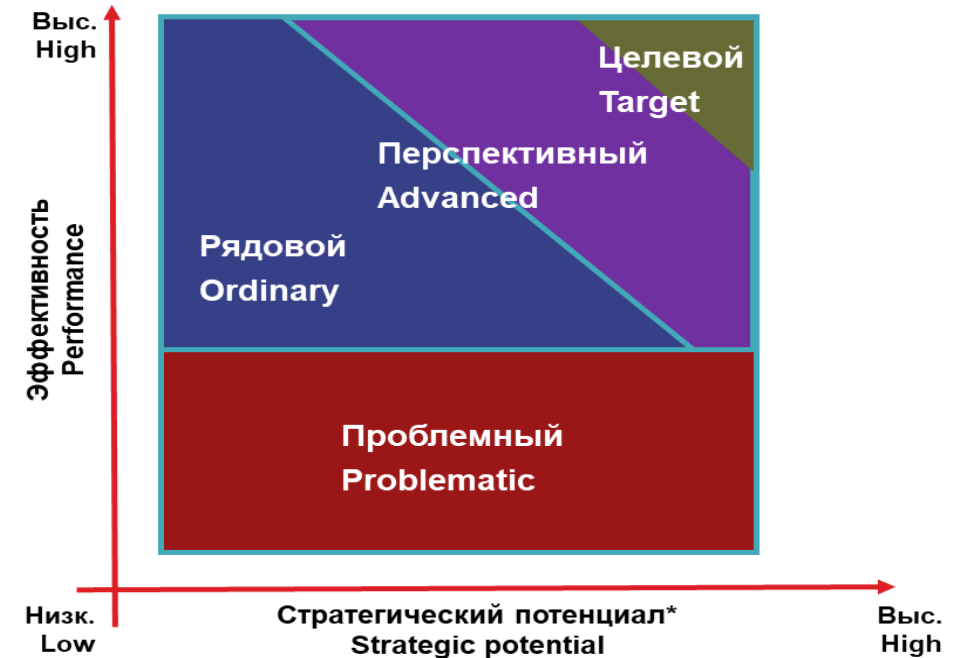 Выс.
High
Целевой
Target
Перспективный
Advanced
Рядовой
Ordinary
Эффективность
Performance
Проблемный
Problematic
Низк.
Low
Стратегический потенциал*
Strategic potential
Выс.
High